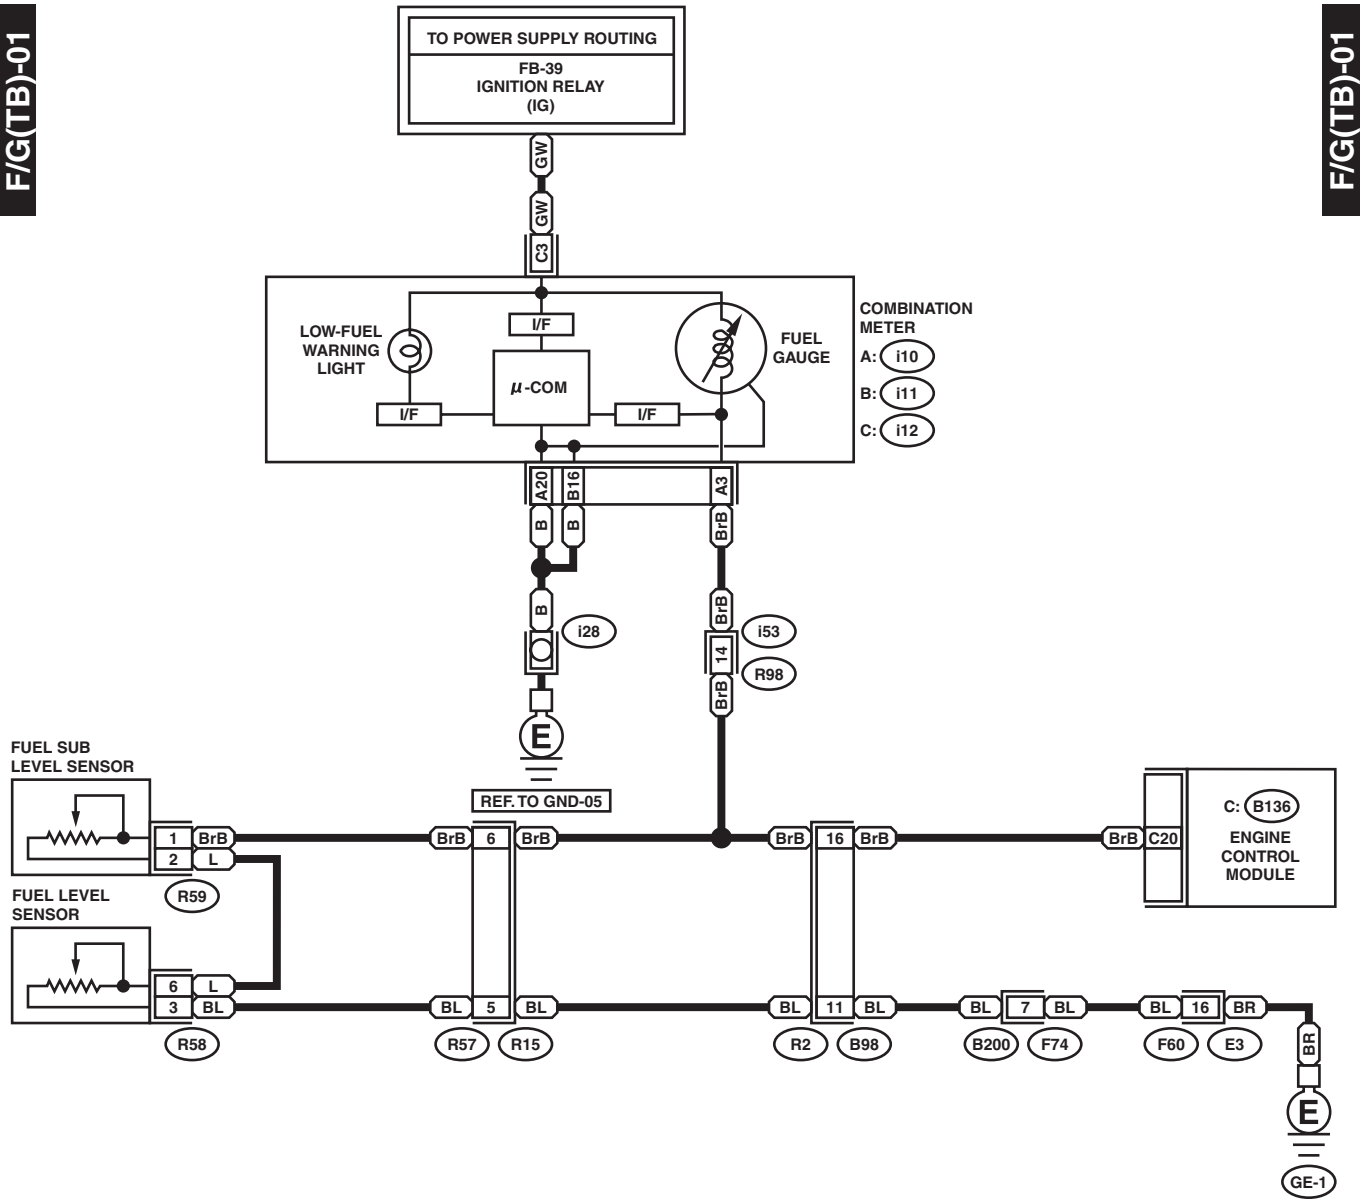 F/G(TB)-01
F/G(TB)-01
TO POWER SUPPLY ROUTING
FB-39
IGNITION RELAY
(IG)
GW
GW
C3
LOW-FUEL
WARNING
LIGHT
I/F
μ-COM
I/F
I/F
FUEL
GAUGE
COMBINATION
METER
A: i10
B: i11
C: i12
A20
B16
A3
B
B
BrB
B
i28
BrB
i53
14
R98
BrB
E
REF. TO GND-05
FUEL SUB
LEVEL SENSOR
1 BrB
2 L
R59
BrB 6 BrB
BrB 16 BrB
BrB C20
C: B136
ENGINE
CONTROL
MODULE
FUEL LEVEL
SENSOR
6 L
3 BL
R58
BL 5 BL
R57 R15
BL 11 BL
R2 B98
BL 7 BL
B200 F74
BL 16 BR
F60 E3
BR
E
GE-1